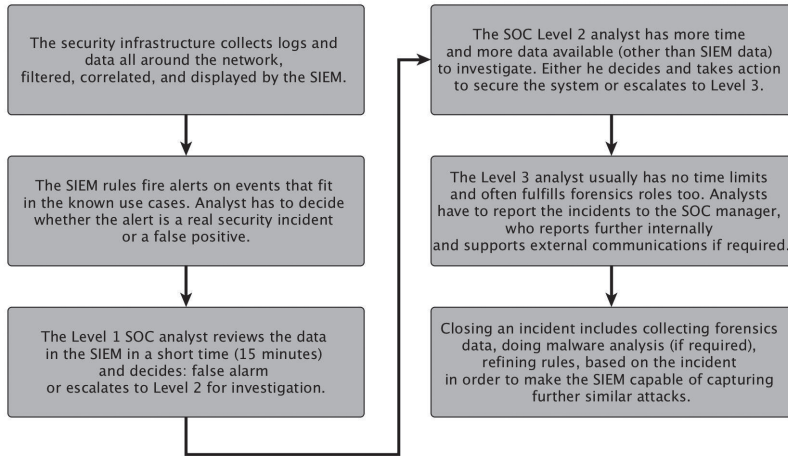 The security infrastructure collects logs and
data all around the network,
filtered, correlated, and displayed by the SIEM.
The SIEM rules fire alerts on events that fit
in the known use cases. Analyst has to decide
whether the alert is a real security incident
or a false positive.
The Level 1 SOC analyst reviews the data
in the SIEM in a short time (15 minutes)
and decides: false alarm
or escalates to Level 2 for investigation.
The SOC Level 2 analyst has more time
and more data available (other than SIEM data)
to investigate. Either he decides and takes action
to secure the system or escalates to Level 3.
The Level 3 analyst usually has no time limits
and often fulfills forensics roles too. Analysts
have to report the incidents to the SOC manager,
who reports further internally
and supports external communications if required.
Closing an incident includes collecting forensics
data, doing malware analysis (if required),
refining rules, based on the incident
in order to make the SIEM capable of capturing
further similar attacks.